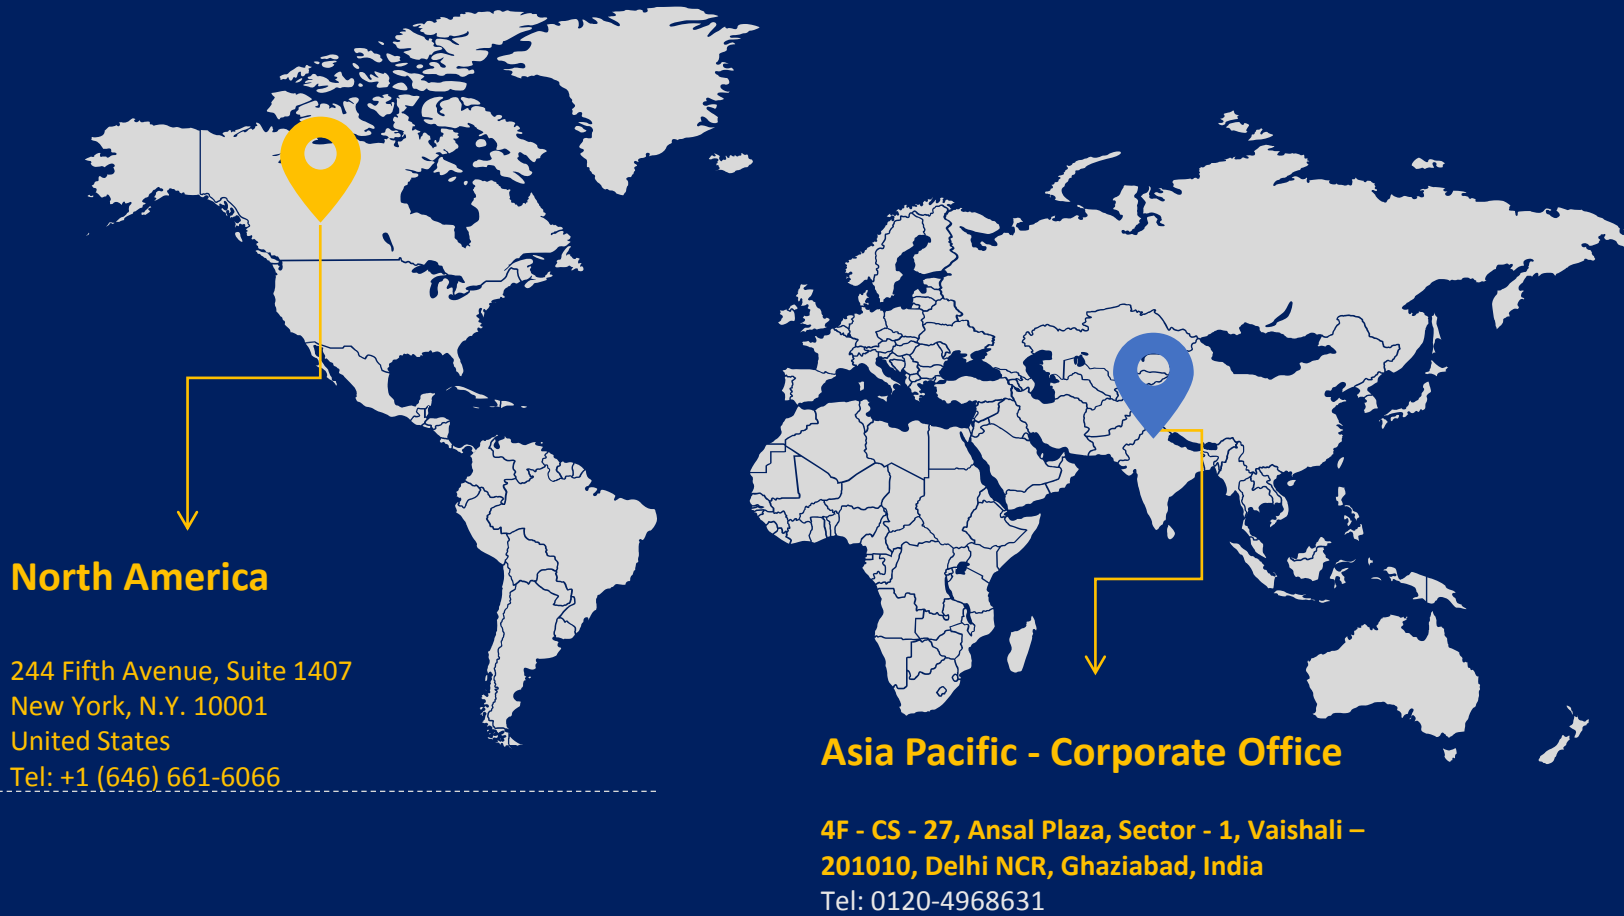 North America
244 Fifth Avenue, Suite 1407
New York, N.Y. 10001
United States
Tel: +1 (646) 661-6066
Asia Pacific - Corporate Office
4F - CS - 27, Ansal Plaza, Sector - 1, Vaishali –
201010, Delhi NCR, Ghaziabad, India
Tel: 0120-4968631